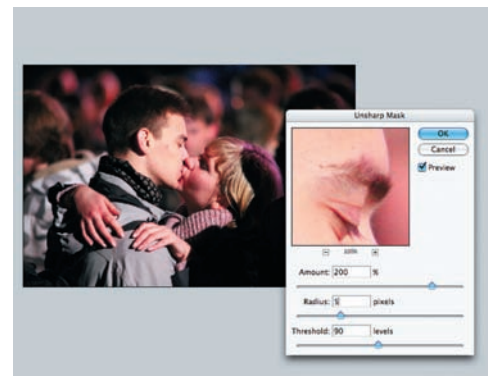 Unsharp Mask
OK
Cancel
Preview
Amount: 200 %
Radius: 5 pixels
Threshold: 90 levels